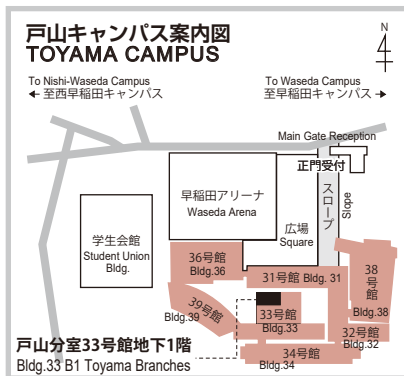 戸山キャンパス案内図
TOYAMA CAMPUS
N
To Nishi-Waseda Campus
← 至西早稲田キャンパス
To Waseda Campus
至早稲田キャンパス →
Main Gate Reception
正門受付
早稲田アリーナ
Waseda Arena
スロープ
Slope
広場
Square
学生会館
Student Union
Bldg.
36号館
Bldg.36
31号館 Bldg. 31
38号館
Bldg.38
39号館
Bldg.39
33号館
Bldg.33
32号館
Bldg.32
34号館
Bldg.34
戸山分室33号館地下1階
Bldg.33 B1 Toyama Branches